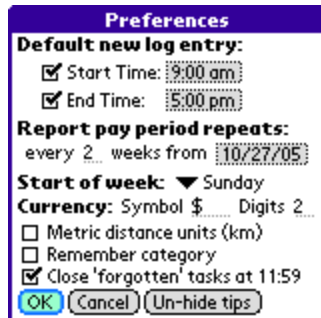 Preferences
Default new log entry:
Start Time: 9:00 am
End Time: 5:00 pm
Report pay period repeats:
every 2 weeks from 10/27/05
Start of week: Sunday
Currency: Symbol $ Digits 2
Metric distance units (km)
Remember category
Close 'forgotten' tasks at 11:59
OK Cancel Un-hide tips